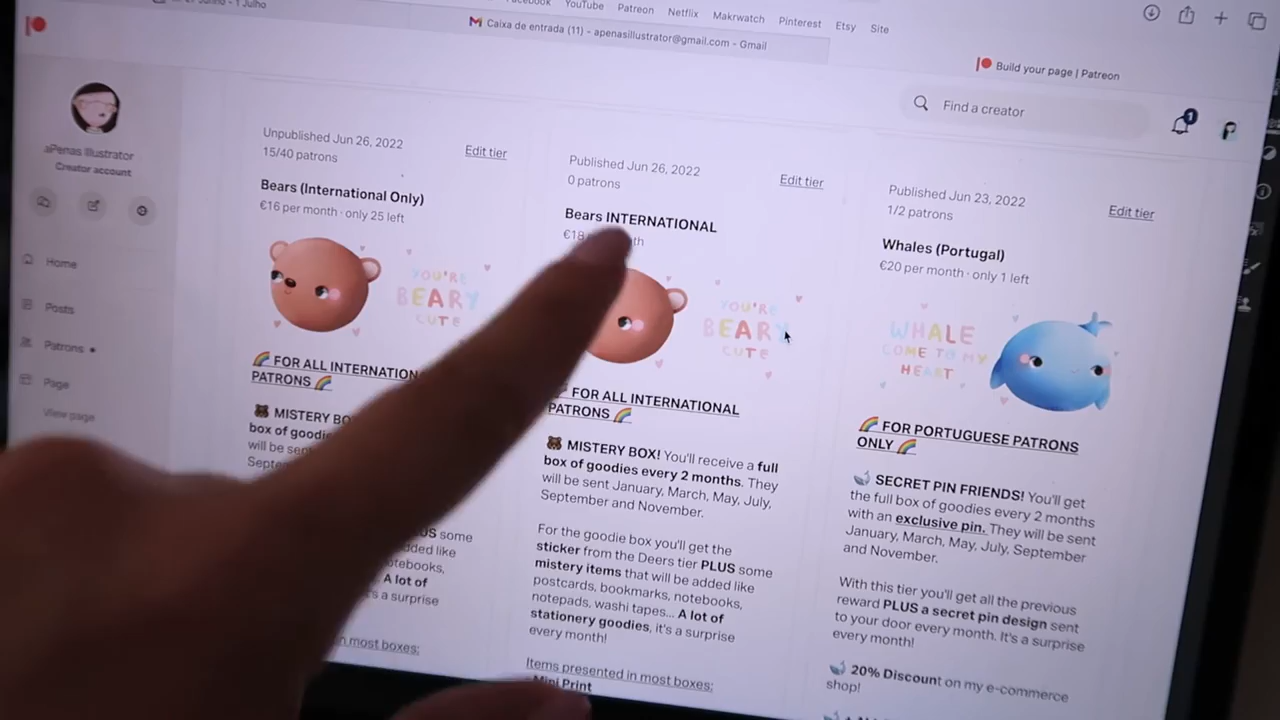 1 Julho
YouTube Patreon Netflix Makrwatch Pinterest Etsy Site
Caixa de entrada (11) - apenasillustrator@gmail.com - Gmail
Build your page | Patreon
Find a creator
1
aPenas Illustrator
Creator account
Home
Posts
Patrons
Page
View page
Unpublished Jun 26, 2022
15/40 patrons
Edit tier
Bears (International Only)
€16 per month · only 25 left
YOU'RE
BEARY
CUTE
🌈 FOR ALL INTERNATION
PATRONS 🌈
🐻 MISTERY BO
box of goodie
will be sen
Septem
US some
dded like
otebooks,
A lot of
's a surprise
in most boxes:
Published Jun 26, 2022
0 patrons
Edit tier
Bears INTERNATIONAL
€18
YOU'RE
BEARY
CUTE
FOR ALL INTERNATIONAL
PATRONS 🌈
🐻 MISTERY BOX! You'll receive a full
box of goodies every 2 months. They
will be sent January, March, May, July,
September and November.
For the goodie box you'll get the
sticker from the Deers tier PLUS some
mistery items that will be added like
postcards, bookmarks, notebooks,
notepads, washi tapes... A lot of
stationery goodies, it's a surprise
every month!
Items presented in most boxes:
Mini Print
Published Jun 23, 2022
1/2 patrons
Edit tier
Whales (Portugal)
€20 per month · only 1 left
WHALE
COME TO MY
HEART
🌈 FOR PORTUGUESE PATRONS
ONLY 🌈
🐳 SECRET PIN FRIENDS! You'll get
the full box of goodies every 2 months
with an exclusive pin. They will be sent
January, March, May, July, September
and November.
With this tier you'll get all the previous
reward PLUS a secret pin design sent
to your door every month. It's a surprise
every month!
🐳 20% Discount on my e-commerce
shop!